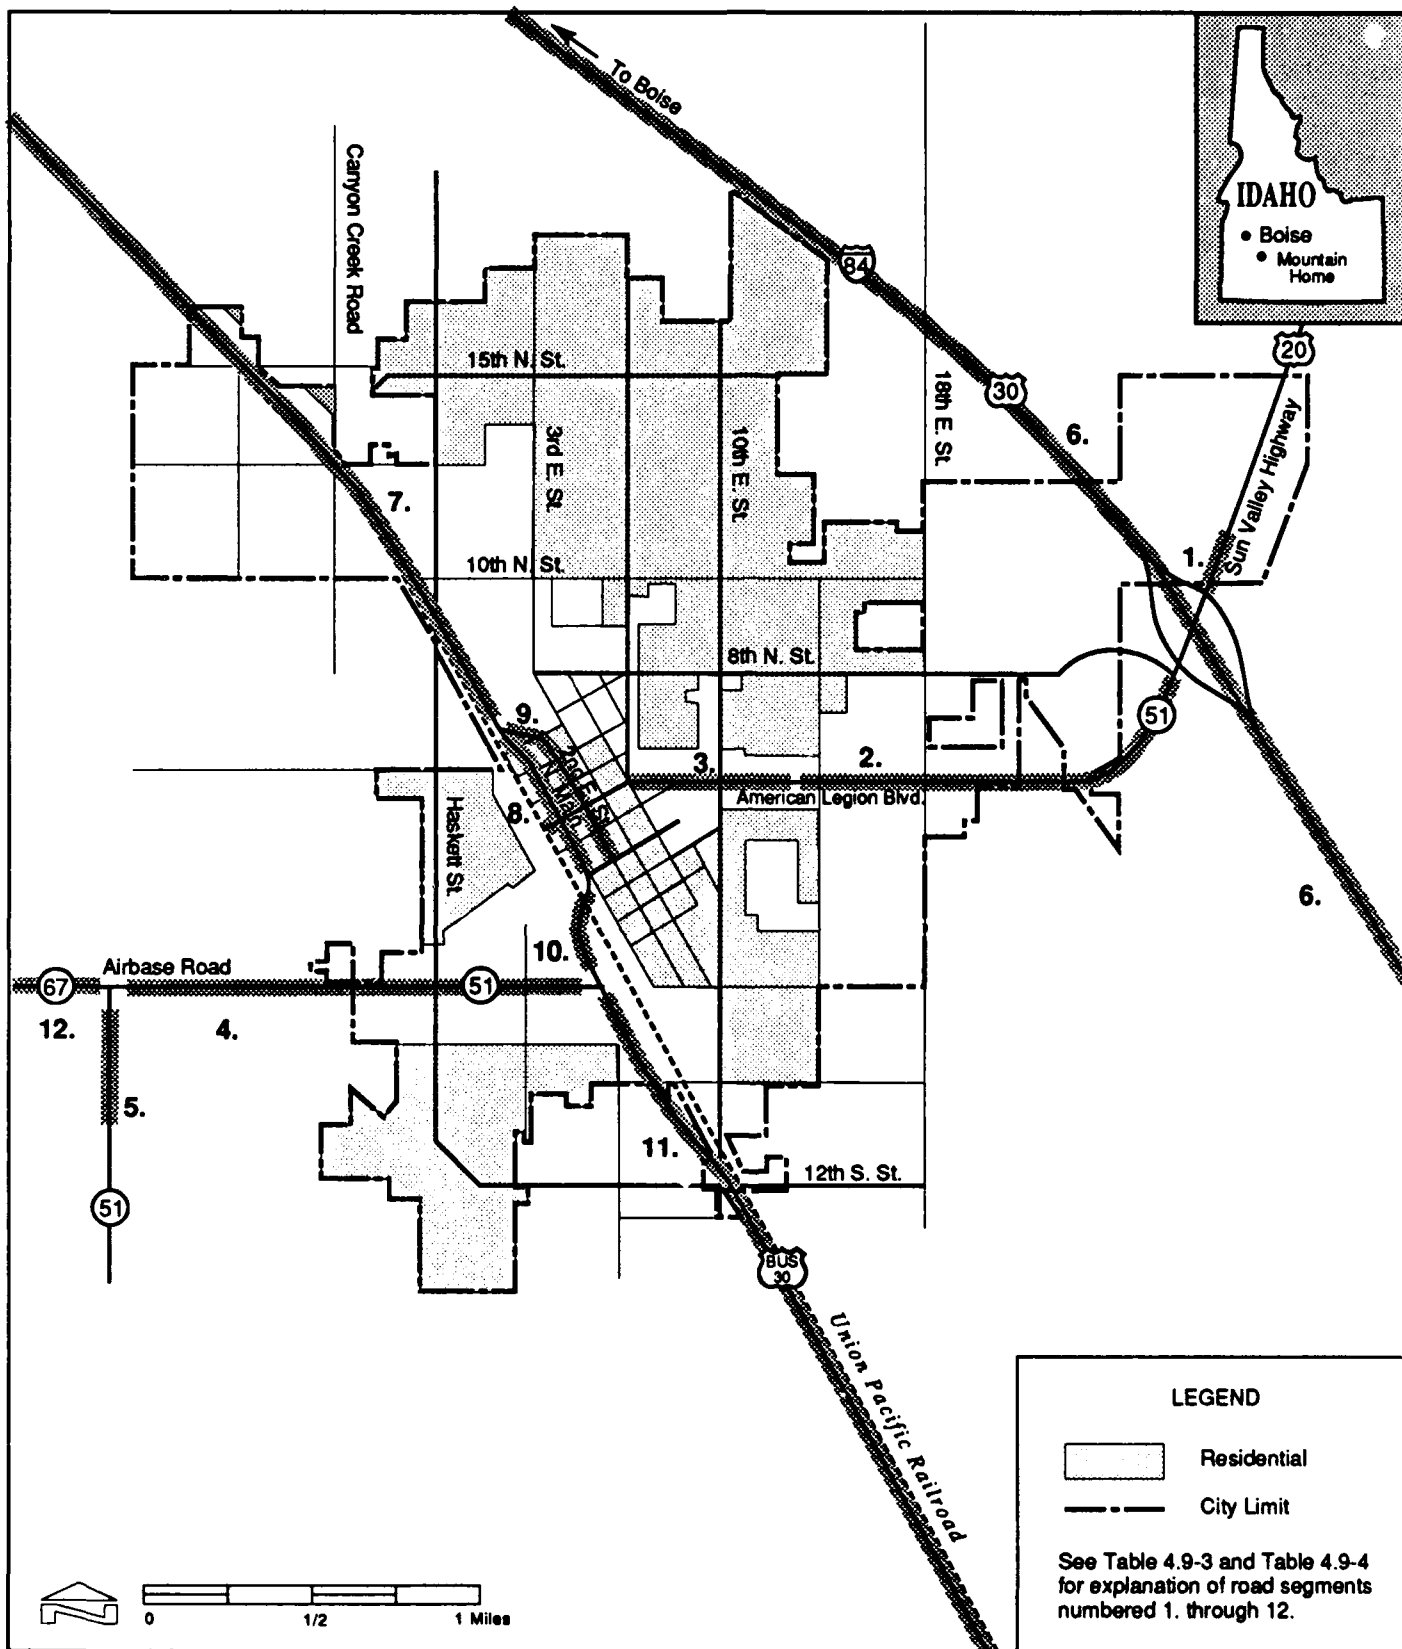 To Boise
IDAHO
Boise
Mountain
Home
Canyon Creek Road
84
20
15th N. St.
30
18th E. St.
Sun Valley Highway
3rd E. St.
10th E. St.
6.
7.
10th N. St.
1.
8th N. St.
9.
51
2nd E. St.
N. Main
3.
2.
American Legion Blvd.
8.
Haskett St.
6.
10.
Airbase Road
67
51
12.
4.
5.
11.
12th S. St.
51
BUS
30
Union Pacific Railroad
LEGEND
Residential
City Limit
See Table 4.9-3 and Table 4.9-4
for explanation of road segments
numbered 1. through 12.
0
1/2
1 Miles